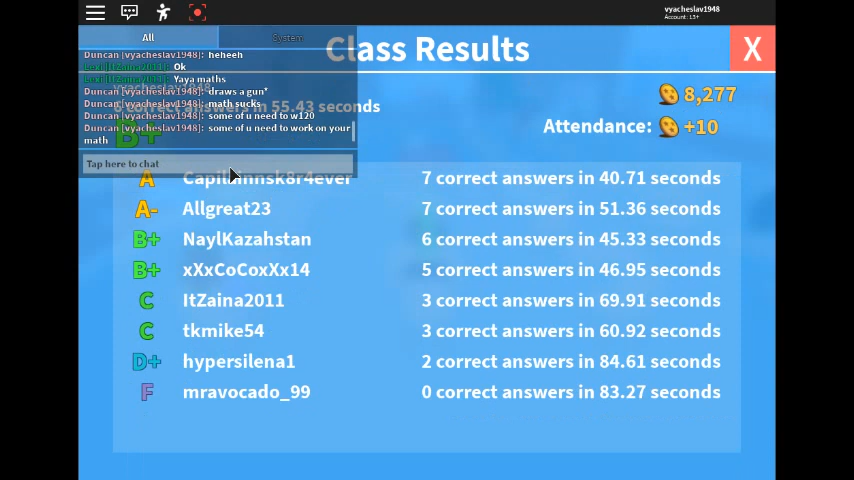 vyacheslav1948
Account: 13+
All
System
Class Results
X
Duncan [vyacheslav1948]: heheeh
Lexi [ItZaina2011]: Ok
Lexi [ItZaina2011]: Yaya maths
Duncan [vyacheslav1948]: draws a gun*
Duncan [vyacheslav1948]: math sucks
Duncan [vyacheslav1948]: some of u need to w120
Duncan [vyacheslav1948]: some of u need to work on your
math
Tap here to chat
vyacheslav1948
6 correct answers in 55.43 seconds
B+
8,277
Attendance: +10
A 7 correct answers in 40.71 seconds
A- Allgreat23 7 correct answers in 51.36 seconds
B+ NaylKazahstan 6 correct answers in 45.33 seconds
B+ xXxCoCoxXx14 5 correct answers in 46.95 seconds
C ItZaina2011 3 correct answers in 69.91 seconds
C tkmike54 3 correct answers in 60.92 seconds
D+ hypersilena1 2 correct answers in 84.61 seconds
F mravocado_99 0 correct answers in 83.27 seconds